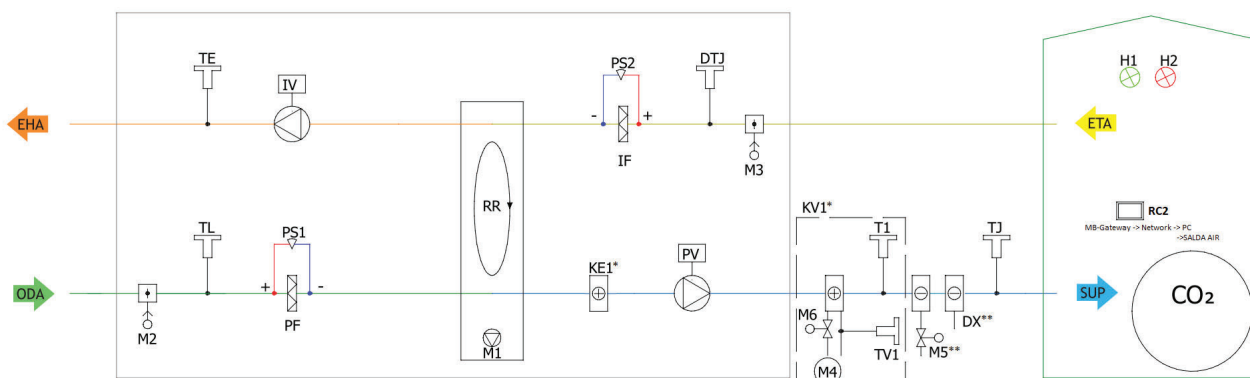 TE
IV
PS2
DTJ
H1 H2
EHA
- +
ETA
IF
M3
RR
RC2
MB-Gateway -> Network -> PC
->SALDA AIR
TL
PS1
KE1*
PV
KV1*
T1
TJ
ODA
+ -
SUP
CO2
M2
PF
M1
M6
M4
TV1
M5**
DX**